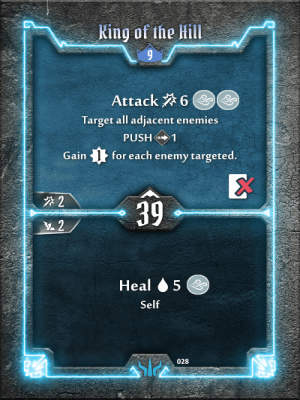 King of the Hill
9
Attack 6
Target all adjacent enemies
PUSH 1
Gain 1 for each enemy targeted.
2
39
2
Heal 5
Self
028